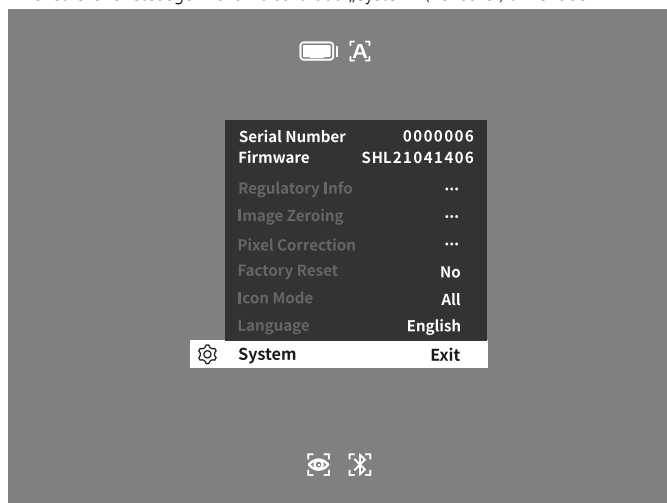 A
Serial Number 0000006
Firmware SHL21041406
Regulatory Info ...
Image Zeroing ...
Pixel Correction ...
Factory Reset No
Icon Mode All
Language English
System Exit